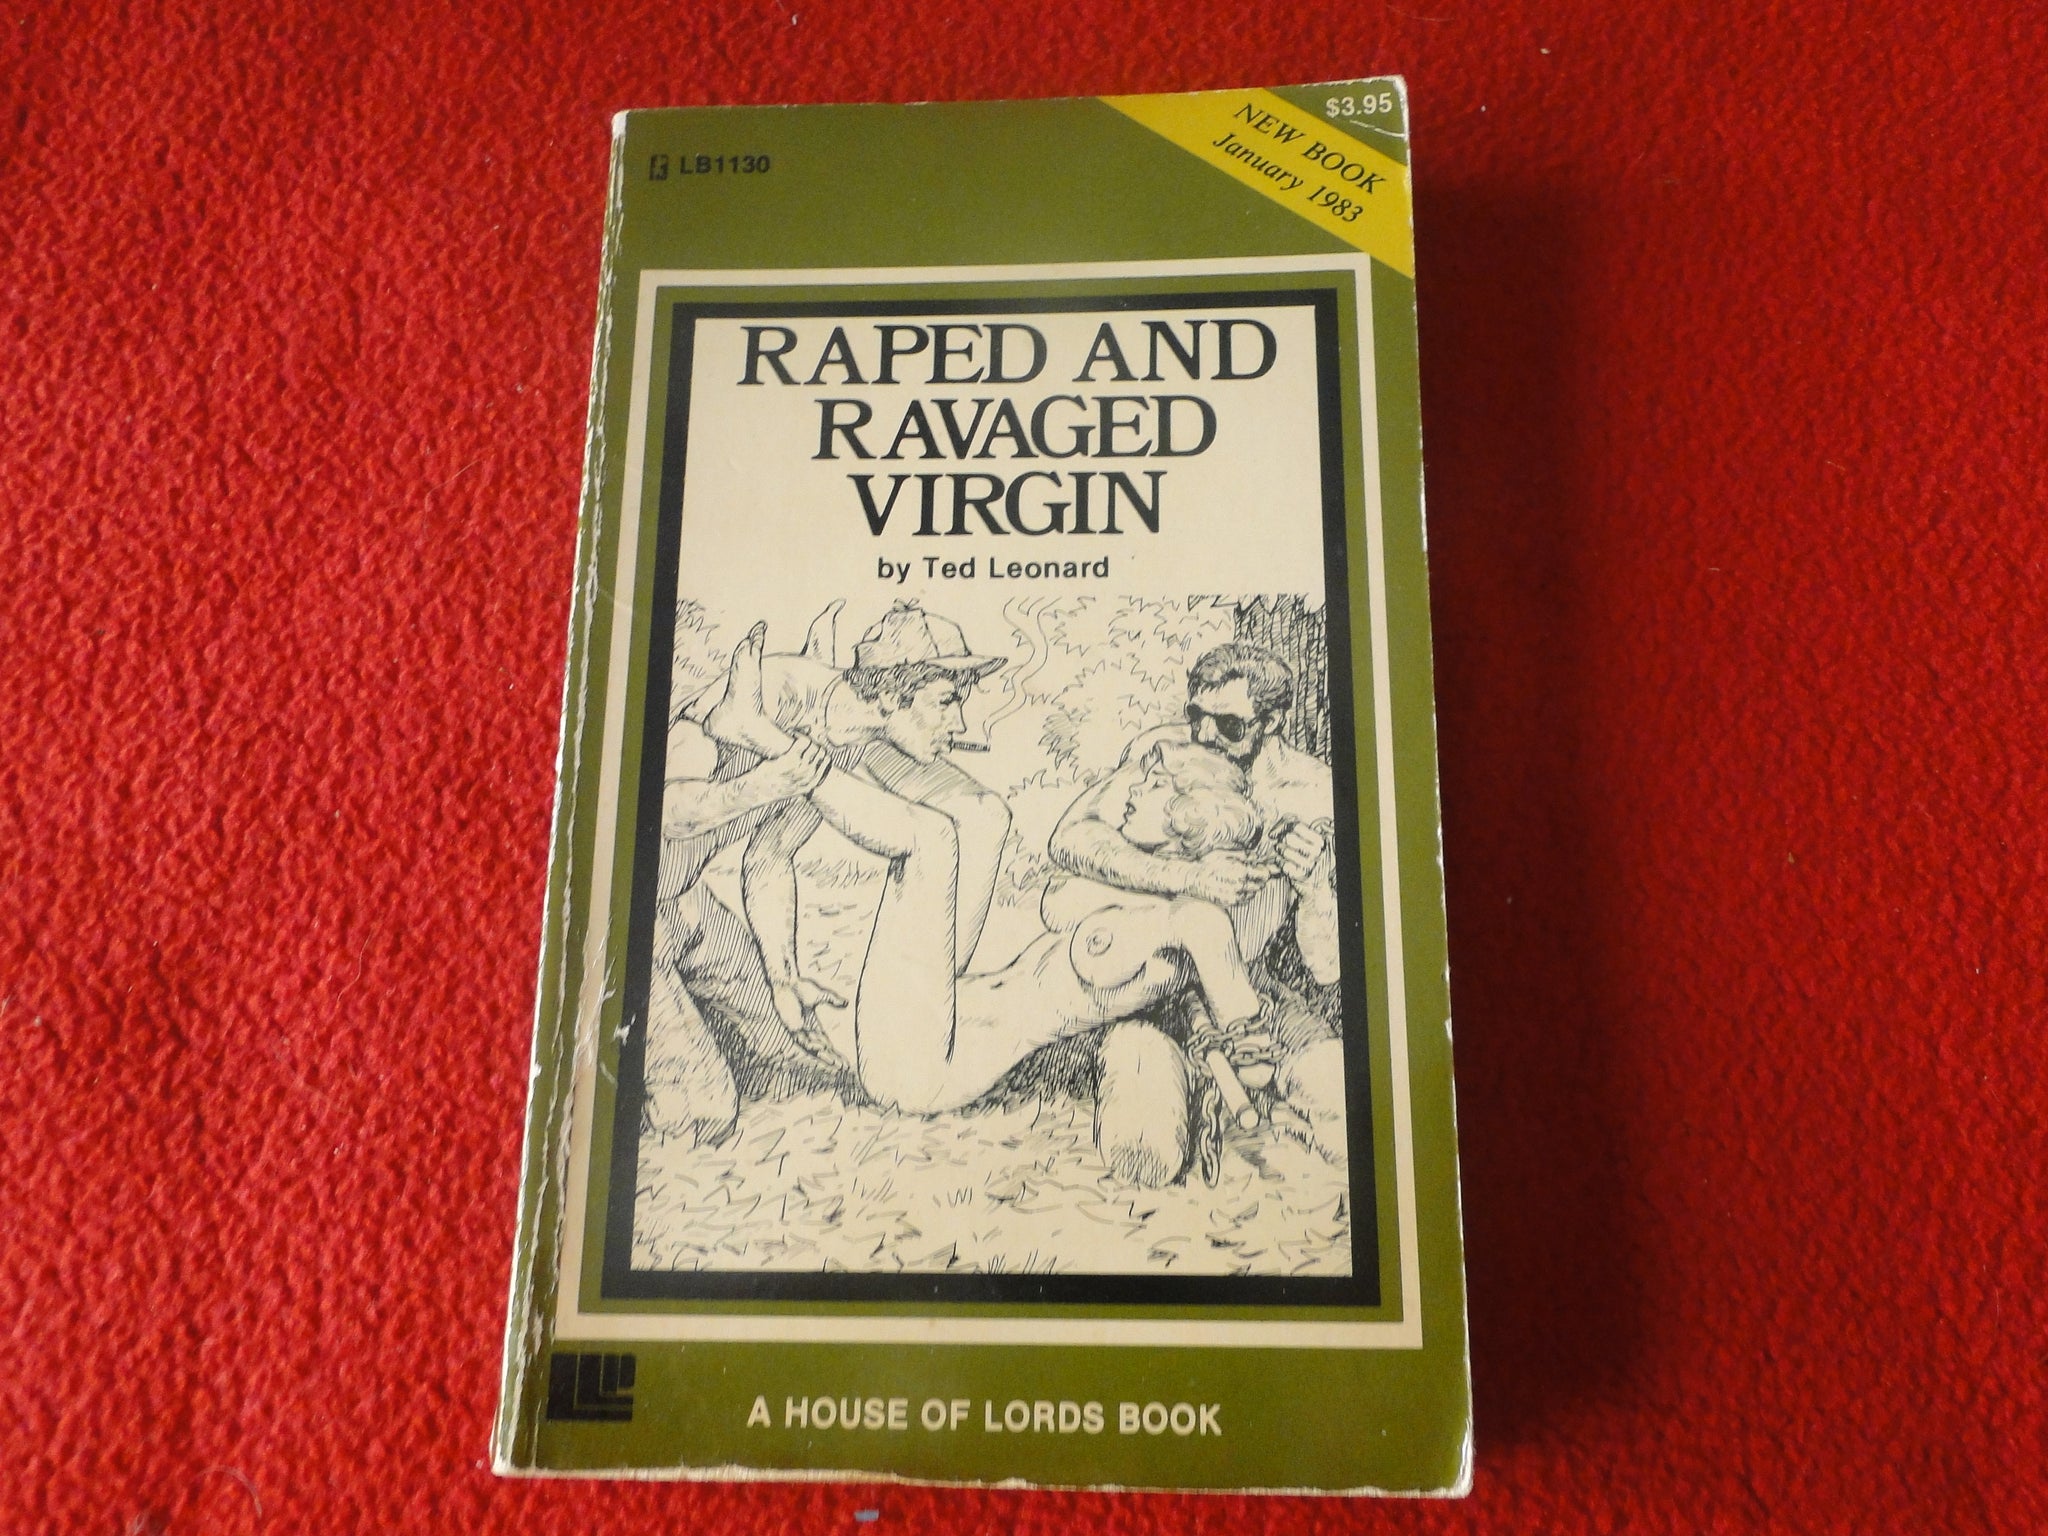 LB1130
$3.95
NEW BOOK
January 1983
RAPED AND
RAVAGED
VIRGIN
by Ted Leonard
A HOUSE OF LORDS BOOK